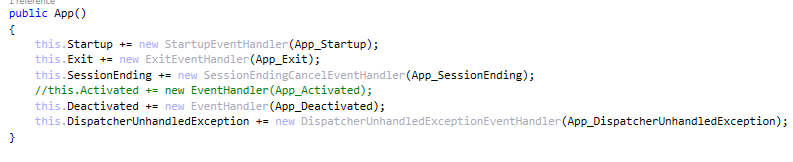 1 reference
public App()
{
this.Startup += new StartupEventHandler(App_Startup);
this.Exit += new ExitEventHandler(App_Exit);
this.SessionEnding += new SessionEndingCancelEventHandler(App_SessionEnding);
//this.Activated += new EventHandler(App_Activated);
this.Deactivated += new EventHandler(App_Deactivated);
this.DispatcherUnhandledException += new DispatcherUnhandledExceptionEventHandler(App_DispatcherUnhandledException);
}